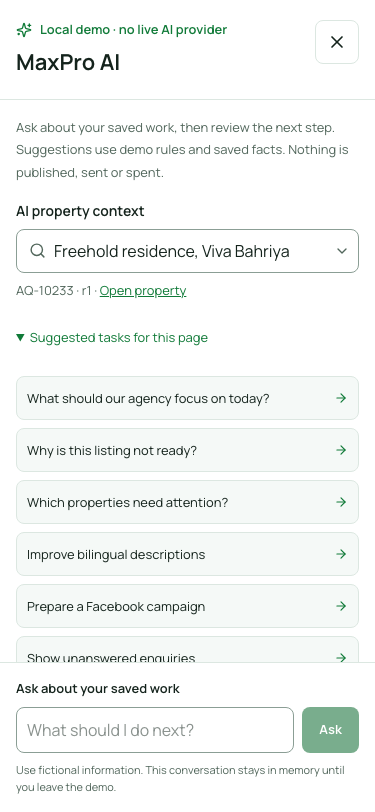 Local demo · no live AI provider
MaxPro AI
Ask about your saved work, then review the next step.
Suggestions use demo rules and saved facts. Nothing is
published, sent or spent.
AI property context
Freehold residence, Viva Bahriya
AQ-10233 · r1 · Open property
Suggested tasks for this page
What should our agency focus on today?
Why is this listing not ready?
Which properties need attention?
Improve bilingual descriptions
Prepare a Facebook campaign
Show unanswered enquiries
Ask about your saved work
What should I do next?
Ask
Use fictional information. This conversation stays in memory until
you leave the demo.